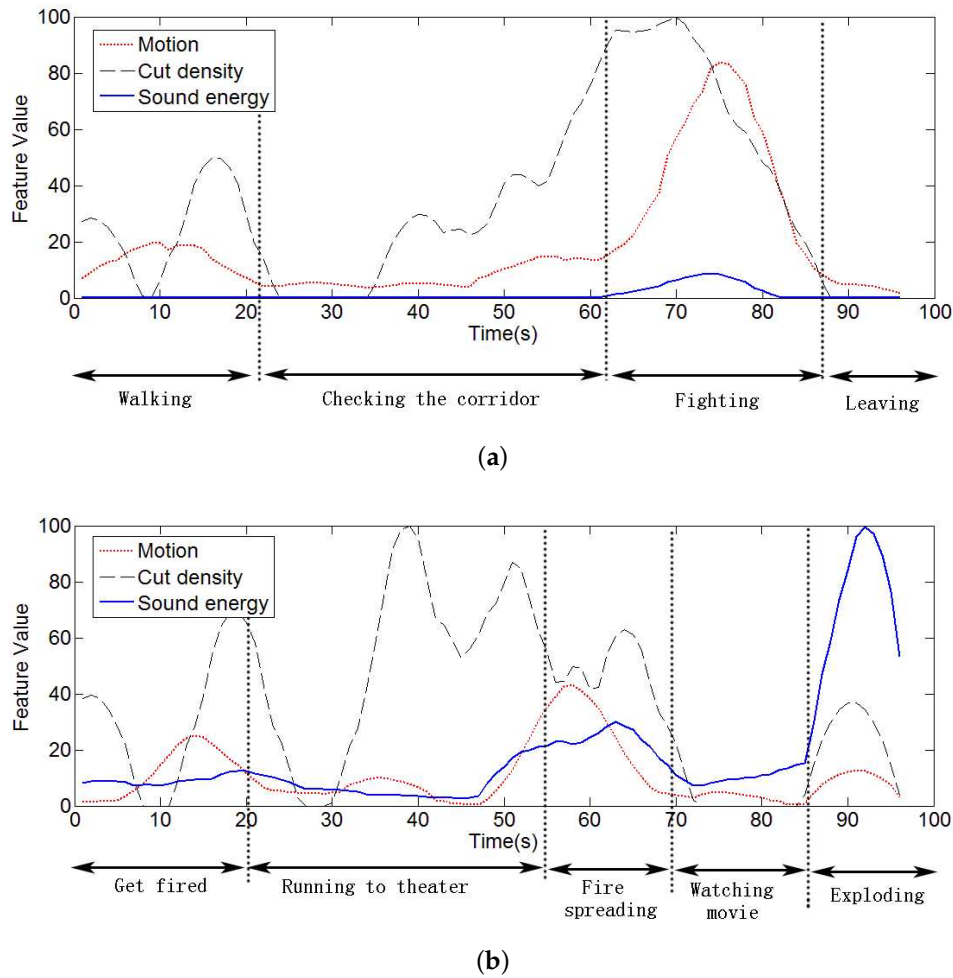 100
80
60
40
20
0
Feature Value
Motion
Cut density
Sound energy
0 10 20 30 40 50 60 70 80 90 100
Time(s)
Walking Checking the corridor Fighting Leaving
(a)
100
80
60
40
20
0
Feature Value
Motion
Cut density
Sound energy
0 10 20 30 40 50 60 70 80 90 100
Time(s)
Get fired Running to theater Fire spreading Watching movie Exploding
(b)